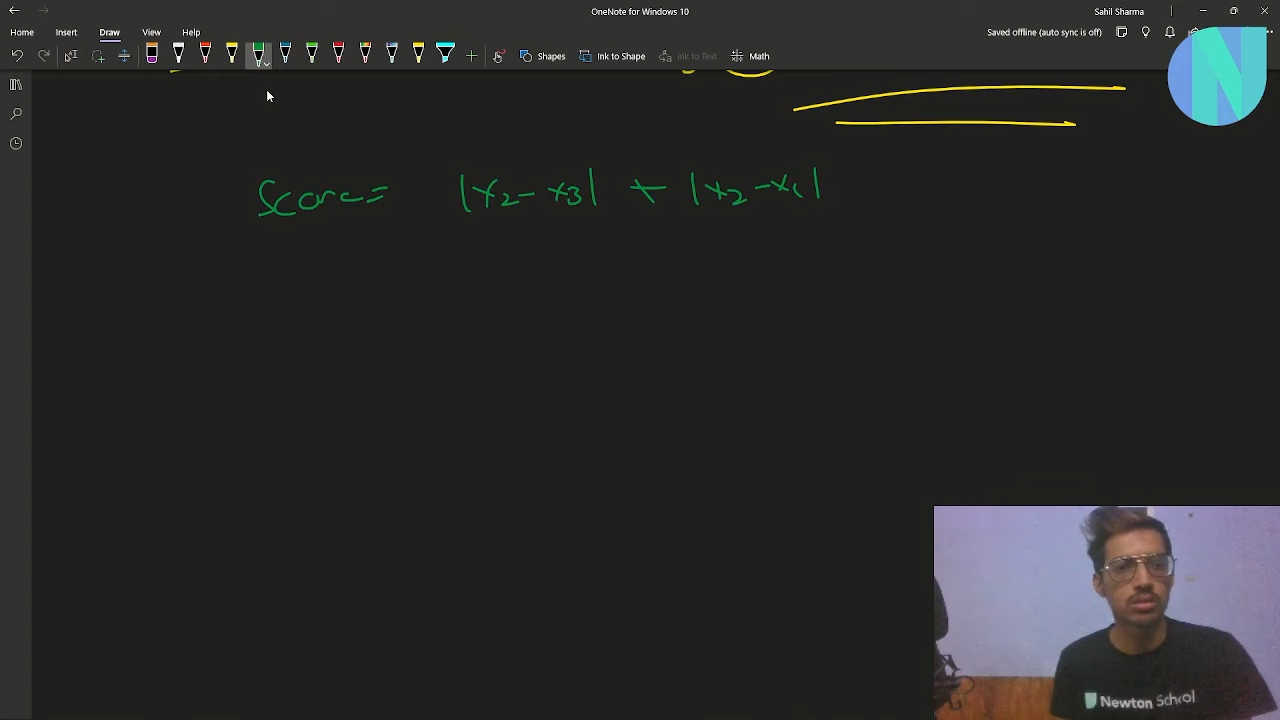 OneNote for Windows 10
Sahil Sharma
Home Insert Draw View Help
Saved offline (auto sync is off)
Shapes Ink to Shape Ink to Text Math
Score = |x2 - x3| + |x2 - x1|
Newton School